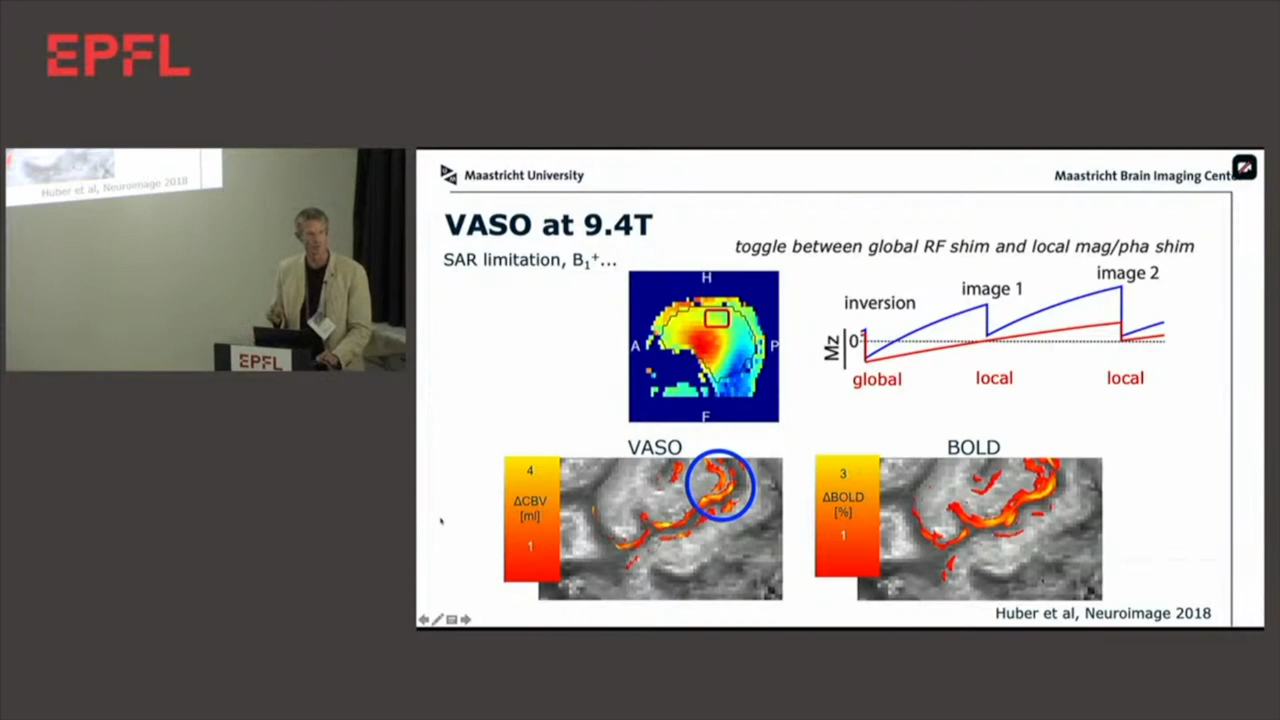 EPFL
Huber et al, Neuroimage 2018
EPFL
Maastricht University
Maastricht Brain Imaging Cent
VASO at 9.4T
SAR limitation, B₁⁺...
toggle between global RF shim and local mag/pha shim
H
A
P
F
inversion
image 1
image 2
Mz
0
global
local
local
VASO
4
ΔCBV
[ml]
1
BOLD
3
ΔBOLD
[%]
1
Huber et al, Neuroimage 2018